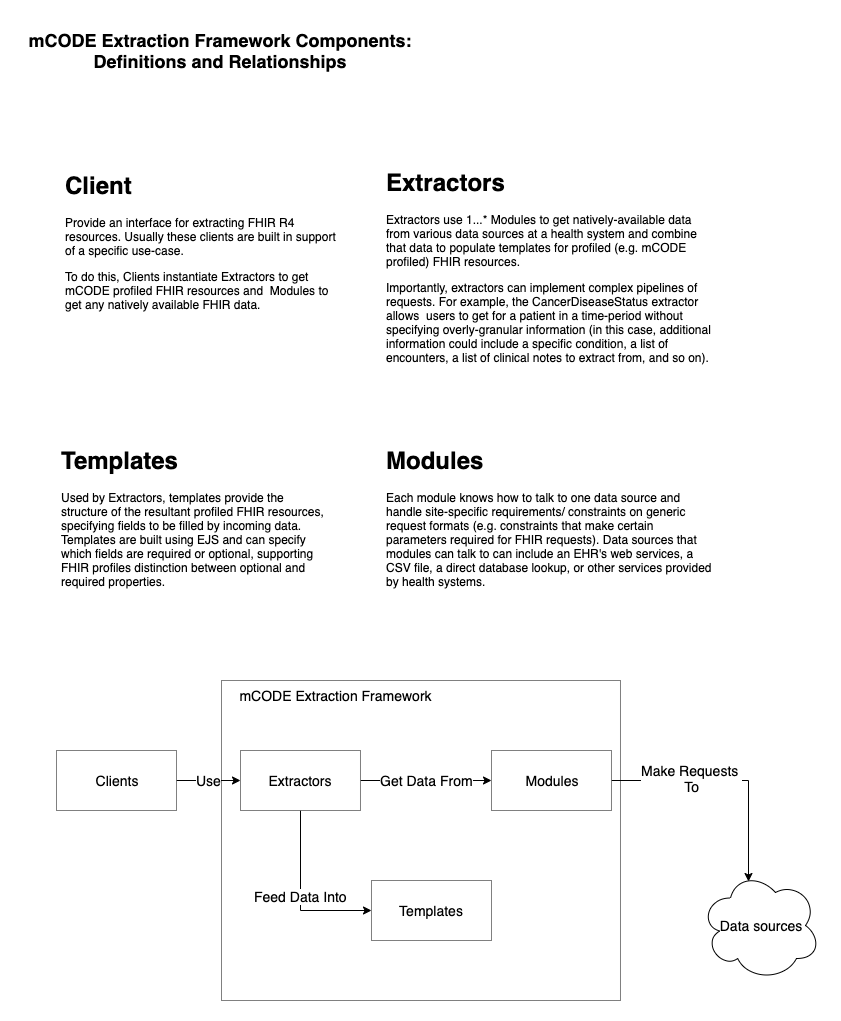 mCODE Extraction Framework Components:
Definitions and Relationships
Client
Provide an interface for extracting FHIR R4
resources. Usually these clients are built in support
of a specific use-case.
To do this, Clients instantiate Extractors to get
mCODE profiled FHIR resources and  Modules to
get any natively available FHIR data.
Extractors
Extractors use 1...* Modules to get natively-available data
from various data sources at a health system and combine
that data to populate templates for profiled (e.g. mCODE
profiled) FHIR resources.
Importantly, extractors can implement complex pipelines of
requests. For example, the CancerDiseaseStatus extractor
allows  users to get for a patient in a time-period without
specifying overly-granular information (in this case, additional
information could include a specific condition, a list of
encounters, a list of clinical notes to extract from, and so on).
Templates
Used by Extractors, templates provide the
structure of the resultant profiled FHIR resources,
specifying fields to be filled by incoming data.
Templates are built using EJS and can specify
which fields are required or optional, supporting
FHIR profiles distinction between optional and
required properties.
Modules
Each module knows how to talk to one data source and
handle site-specific requirements/ constraints on generic
request formats (e.g. constraints that make certain
parameters required for FHIR requests). Data sources that
modules can talk to can include an EHR's web services, a
CSV file, a direct database lookup, or other services provided
by health systems.
mCODE Extraction Framework
Clients
Use
Extractors
Get Data From
Modules
Make Requests
To
Feed Data Into
Templates
Data sources